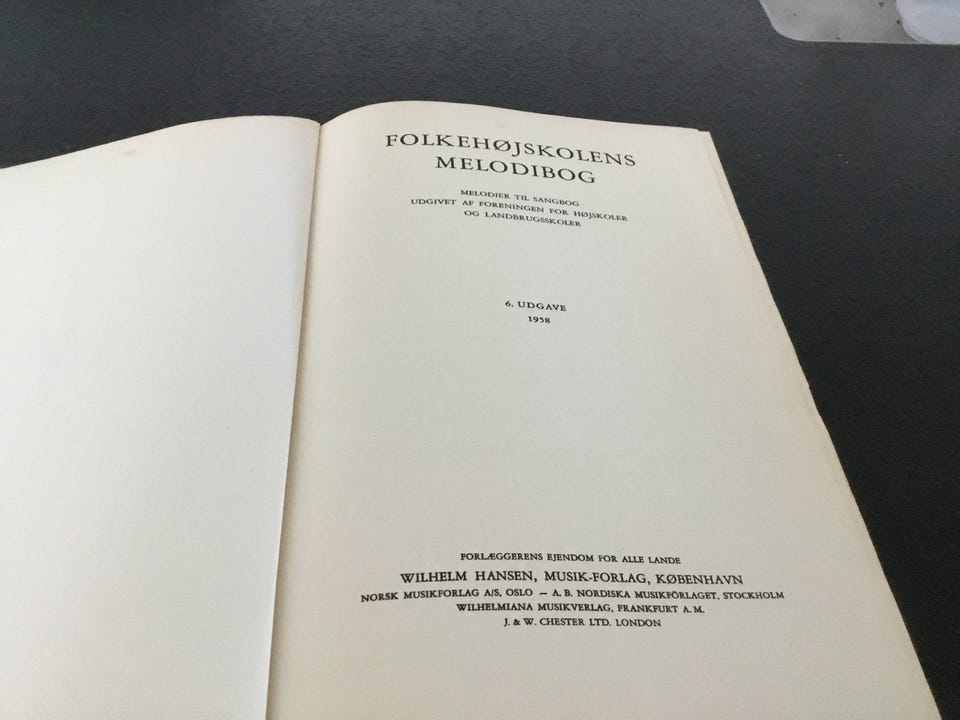 FOLKEHØJSKOLENS
MELODIBOG
MELODIER TIL SANGBOG
UDGIVET AF FORENINGEN FOR HØJSKOLER
OG LANDBRUGSSKOLER
6. UDGAVE
1958
FORLÆGGERENS EJENDOM FOR ALLE LANDE
WILHELM HANSEN, MUSIK-FORLAG, KØBENHAVN
NORSK MUSIKFORLAG A/S, OSLO — A. B. NORDISKA MUSIKFÖRLAGET, STOCKHOLM
WILHELMIANA MUSIKVERLAG, FRANKFURT A. M.
J. & W. CHESTER LTD. LONDON